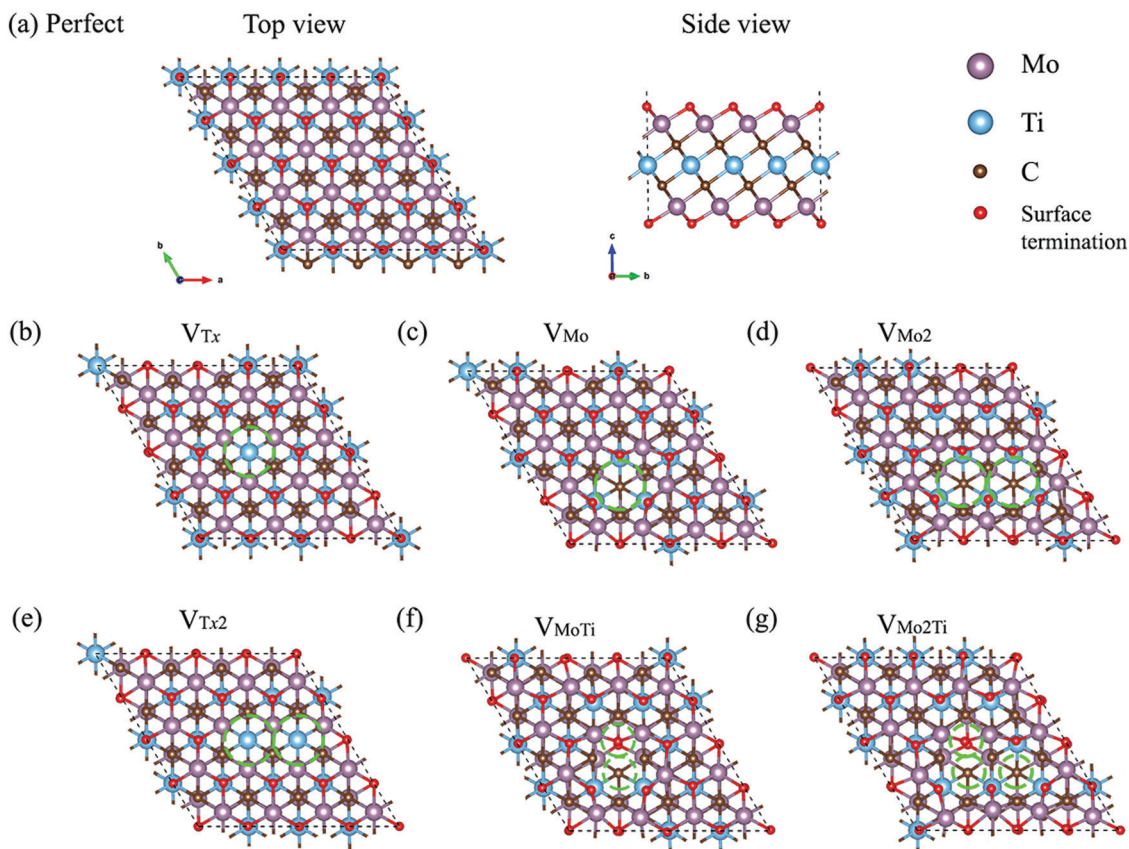 (a) Perfect
Top view
Side view
Mo
Ti
C
Surface
termination
b
a
c
b
(b)
VTx
(c)
VMo
(d)
VMo2
(e)
VTx2
(f)
VMoTi
(g)
VMo2Ti